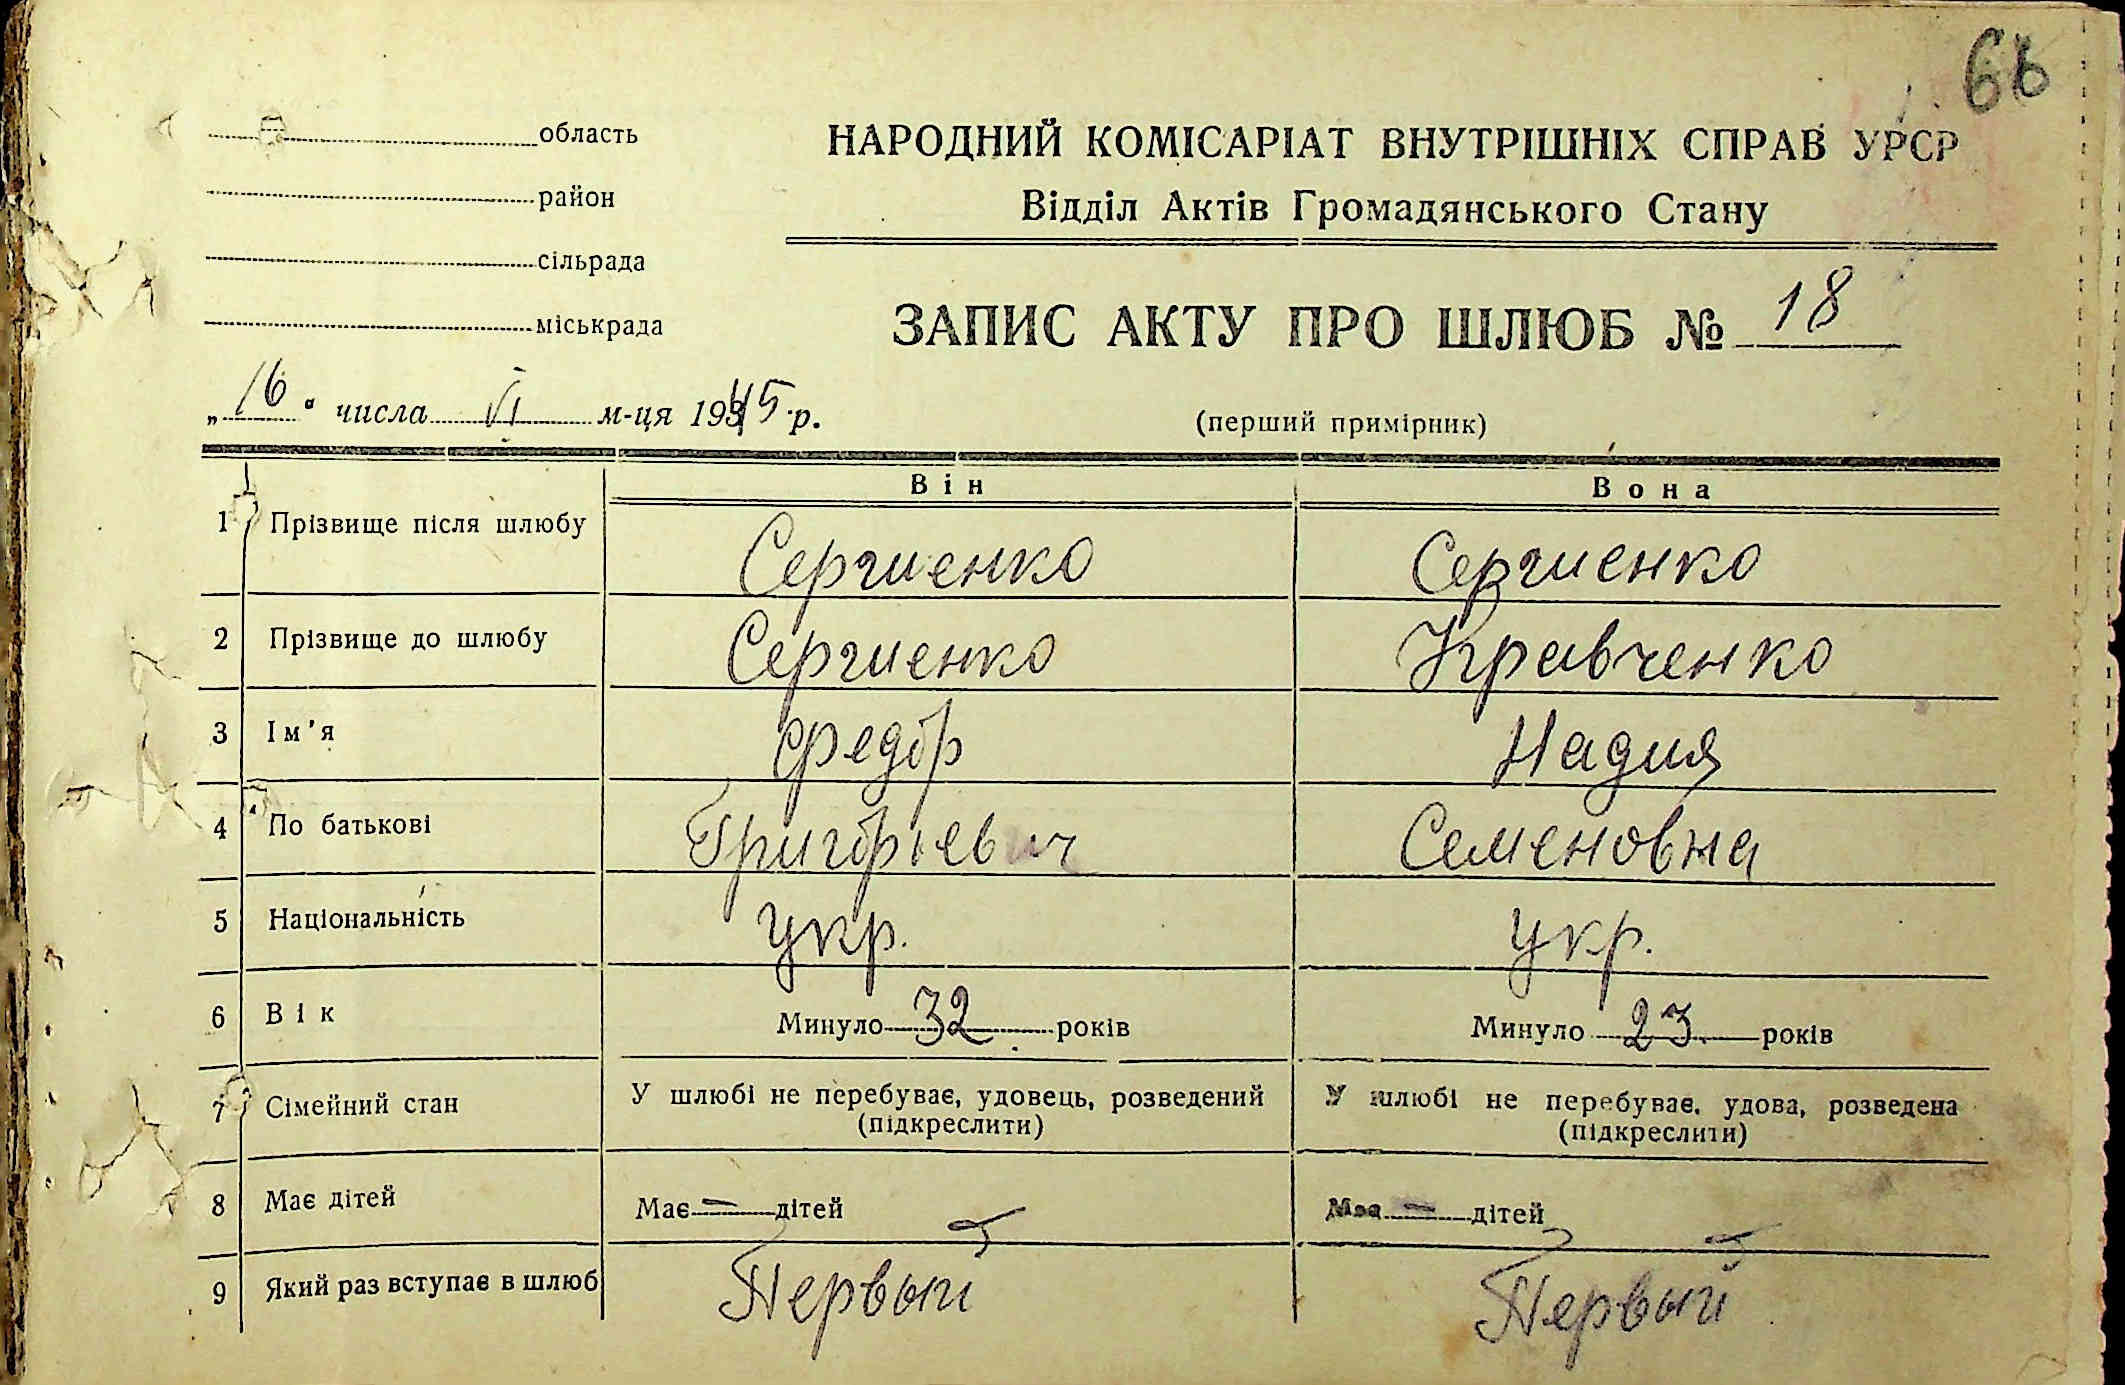 66
область
НАРОДНИЙ КОМІСАРІАТ ВНУТРІШНІХ СПРАВ УРСР
район
Відділ Актів Громадянського Стану
сільрада
міськрада
ЗАПИС АКТУ ПРО ШЛЮБ № 18
„16“ числа VI м-ця 1945 р.
(перший примірник)
Він Вона
1 Прізвище після шлюбу Сергиенко Сергиенко
2 Прізвище до шлюбу Сергиенко Кравченко
3 Ім'я Федор Надия
4 По батькові Григорьевич Семеновна
5 Національність укр. укр.
6 Вік Минуло 32 років Минуло 23 років
7 Сімейний стан У шлюбі не перебуває, удовець, розведений У шлюбі не перебуває, удова, розведена
(підкреслити) (підкреслити)
8 Має дітей Має — дітей Має — дітей
9 Який раз вступає в шлюб Первый Первый